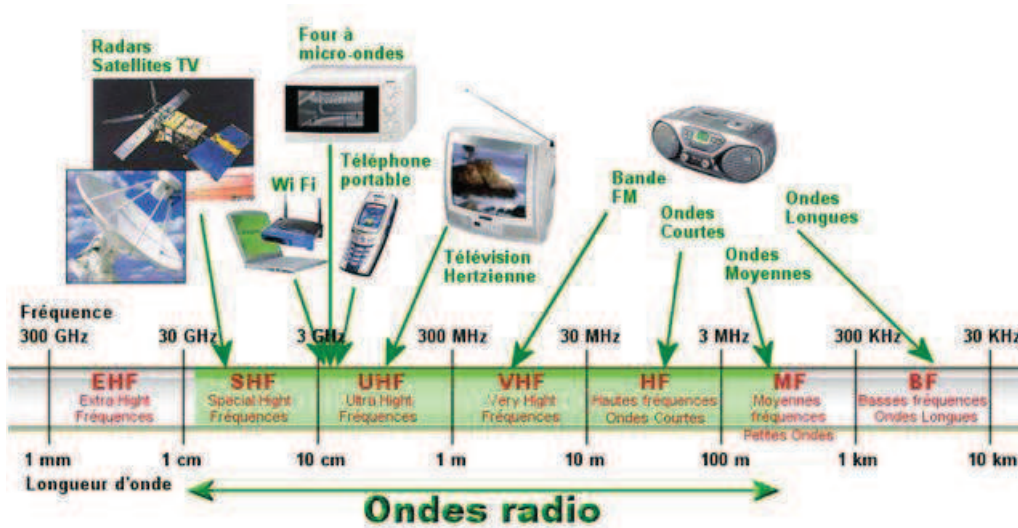 Radars
Satellites TV
Four à
micro-ondes
Wi Fi
Téléphone
portable
Télévision
Hertzienne
Bande
FM
Ondes
Courtes
Ondes
Moyennes
Ondes
Longues
Fréquence
300 GHz
30 GHz
3 GHz
300 MHz
30 MHz
3 MHz
300 KHz
30 KHz
EHF
Extra Hight
Fréquences
SHF
Special Hight
Fréquences
UHF
Ultra Hight
Fréquences
VHF
Very Hight
Fréquences
HF
Hautes fréquences
Ondes Courtes
MF
Moyennes
fréquences
Petites Ondes
BF
Basses fréquences
Ondes Longues
1 mm
1 cm
10 cm
1 m
10 m
100 m
1 km
10 km
Longueur d'onde
Ondes radio